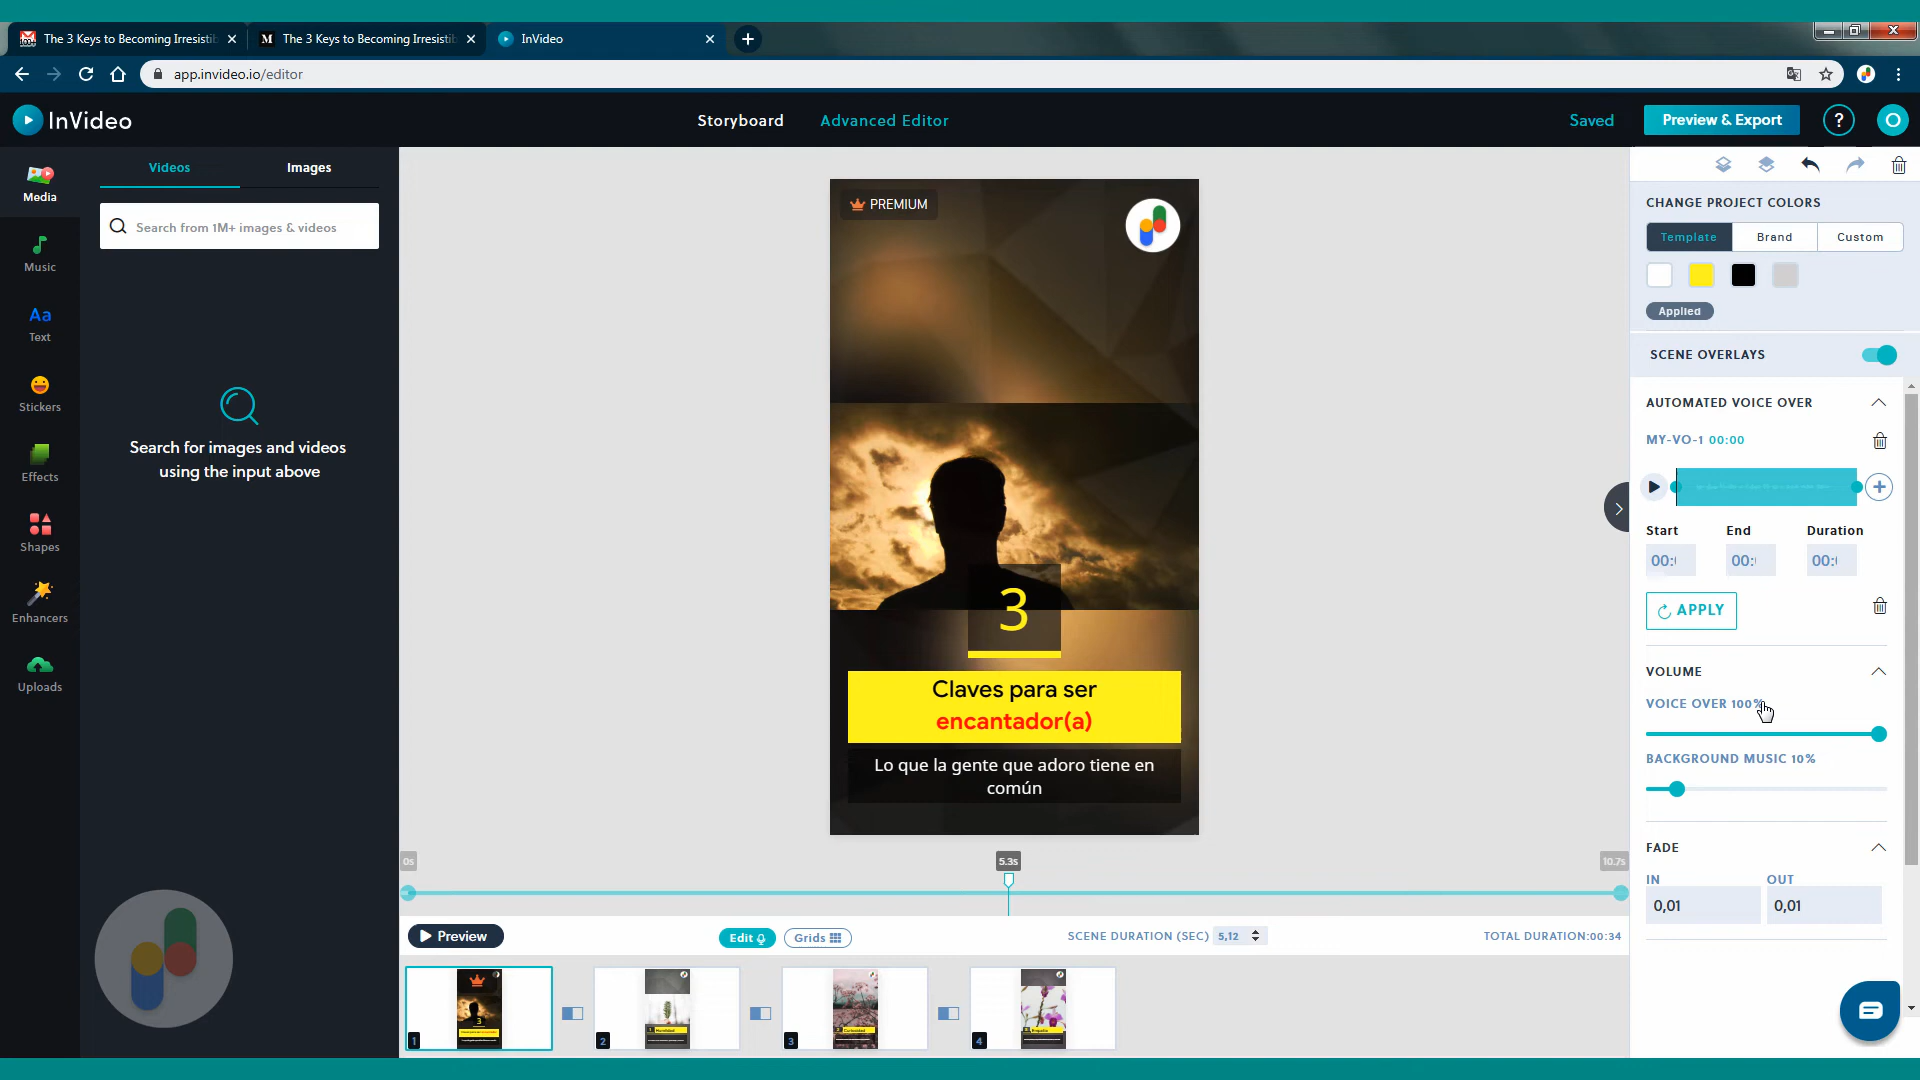 The 3 Keys to Becoming Irresistib
The 3 Keys to Becoming Irresistib
InVideo
app.invideo.io/editor
InVideo
Storyboard
Advanced Editor
Saved
Preview & Export
?
O
Media
Music
Text
Stickers
Effects
Shapes
Enhancers
Uploads
Videos
Images
Search from 1M+ images & videos
Search for images and videos
using the input above
PREMIUM
3
Claves para ser
encantador(a)
Lo que la gente que adoro tiene en
común
0s
5.3s
10.7s
Preview
Edit
Grids
SCENE DURATION (SEC)
5,12
TOTAL DURATION:00:34
1
2
3
4
CHANGE PROJECT COLORS
Template
Brand
Custom
Applied
SCENE OVERLAYS
AUTOMATED VOICE OVER
MY-VO-1 00:00
Start
End
Duration
00:
00:
00:
APPLY
VOLUME
VOICE OVER 100%
BACKGROUND MUSIC 10%
FADE
IN
OUT
0,01
0,01